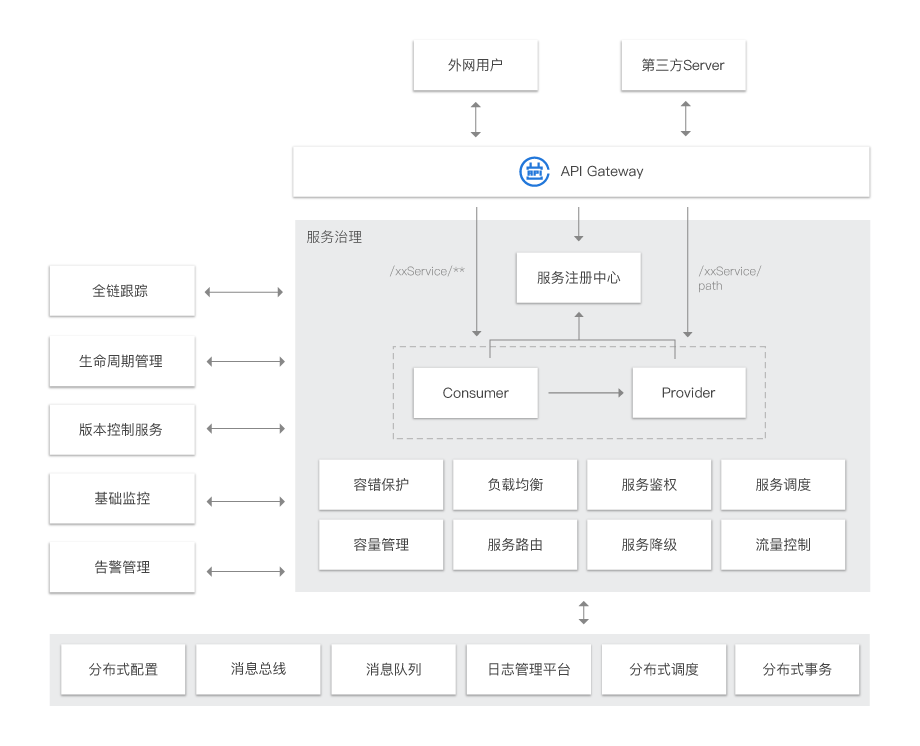 外网用户
第三方Server
API
API Gateway
服务治理
/xxService/**
服务注册中心
/xxService/
path
全链跟踪
生命周期管理
版本控制服务
基础监控
告警管理
Consumer
Provider
容错保护
负载均衡
服务鉴权
服务调度
容量管理
服务路由
服务降级
流量控制
分布式配置
消息总线
消息队列
日志管理平台
分布式调度
分布式事务